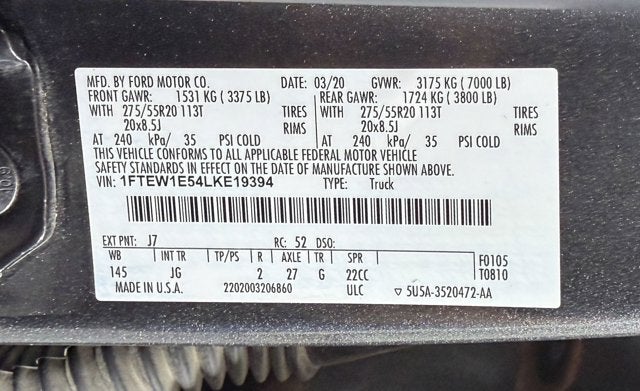 MFD. BY FORD MOTOR CO. DATE: 03/20 GVWR: 3175 KG ( 7000 LB)
FRONT GAWR: 1531 KG ( 3375 LB) REAR GAWR: 1724 KG ( 3800 LB)
WITH 275/55R20 113T TIRES WITH 275/55R20 113T TIRES
20x8.5J RIMS 20x8.5J RIMS
AT 240 kPa/ 35 PSI COLD AT 240 kPa/ 35 PSI COLD
THIS VEHICLE CONFORMS TO ALL APPLICABLE FEDERAL MOTOR VEHICLE
SAFETY STANDARDS IN EFFECT ON THE DATE OF MANUFACTURE SHOWN ABOVE.
VIN: 1FTEW1E54LKE19394 TYPE: Truck
EXT PNT: J7 RC: 52 DSO:
WB INT TR TP/PS R AXLE TR SPR F0105
145 JG 2 27 G 22CC T0810
MADE IN U.S.A. 2202003206860 ULC ▽ 5U5A-3520472-AA